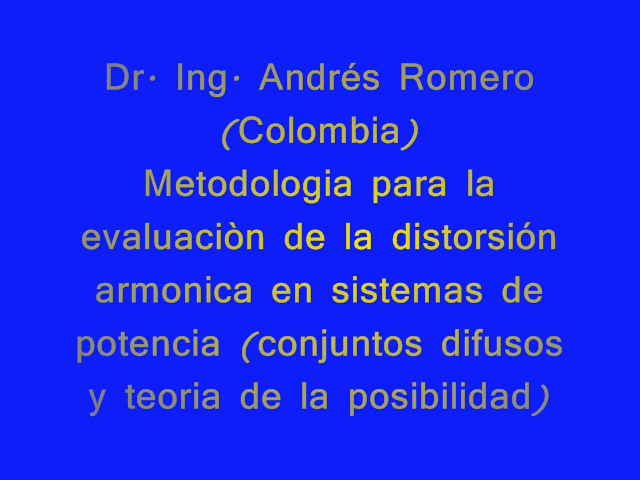 Dr. Ing. Andrés Romero
(Colombia)
Metodologia para la
evaluaciòn de la distorsión
armonica en sistemas de
potencia (conjuntos difusos
y teoria de la posibilidad)